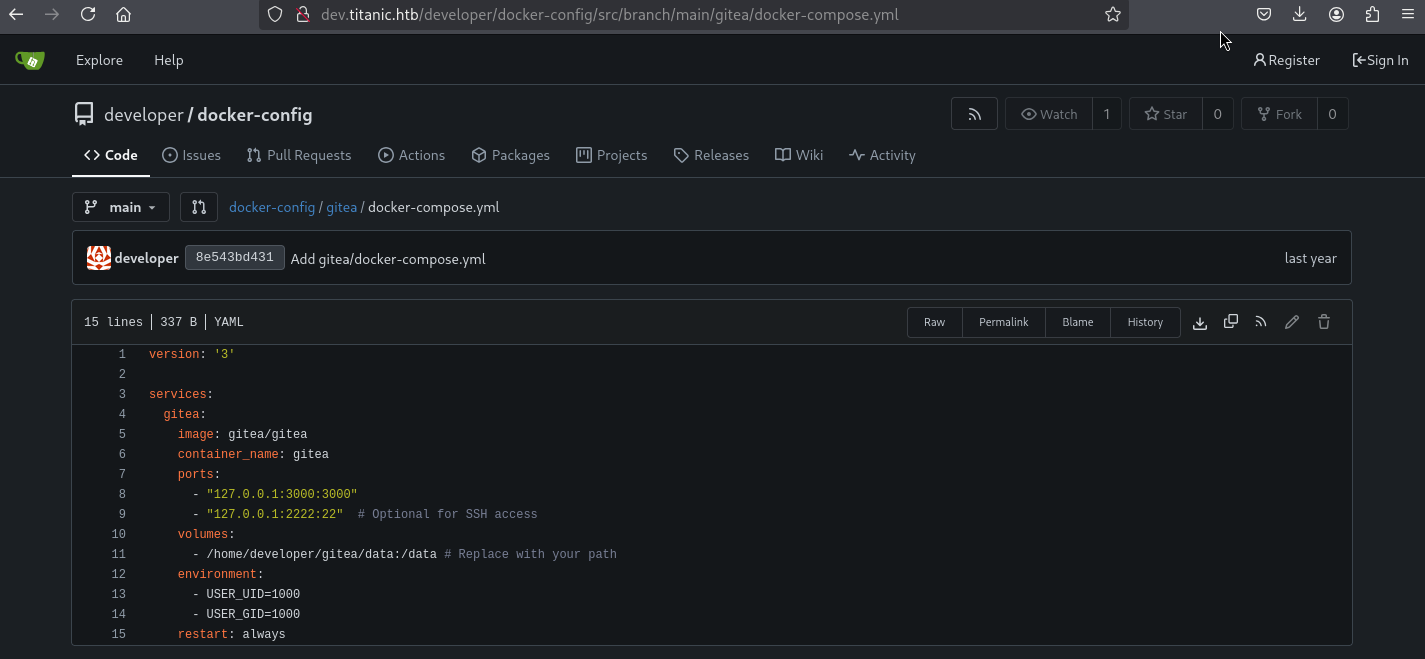 dev.titanic.htb/developer/docker-config/src/branch/main/gitea/docker-compose.yml
Explore Help Register Sign In
developer / docker-config Watch 1 Star 0 Fork 0
Code Issues Pull Requests Actions Packages Projects Releases Wiki Activity
main docker-config / gitea / docker-compose.yml
developer 8e543bd431 Add gitea/docker-compose.yml last year
15 lines 337 B YAML Raw Permalink Blame History
1 version: '3'
2
3 services:
4 gitea:
5 image: gitea/gitea
6 container_name: gitea
7 ports:
8 - "127.0.0.1:3000:3000"
9 - "127.0.0.1:2222:22" # Optional for SSH access
10 volumes:
11 - /home/developer/gitea/data:/data # Replace with your path
12 environment:
13 - USER_UID=1000
14 - USER_GID=1000
15 restart: always